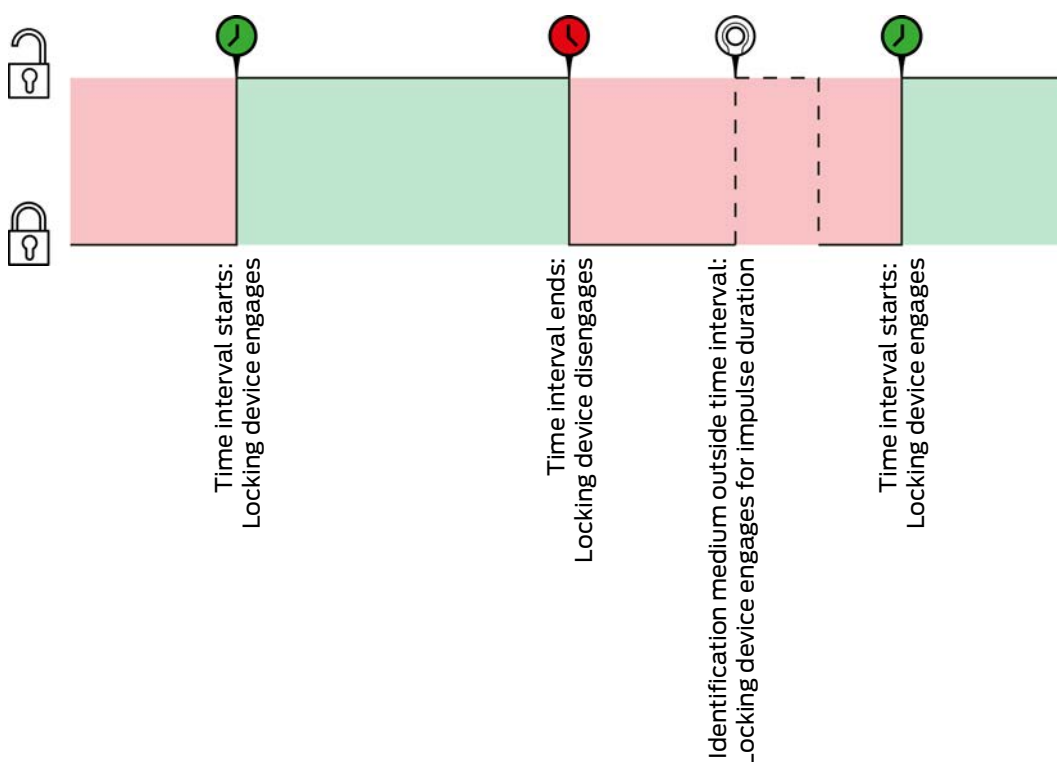 Time interval starts:
Locking device engages
Time interval ends:
Locking device disengages
Identification medium outside time interval:
Locking device engages for impulse duration
Time interval starts:
Locking device engages